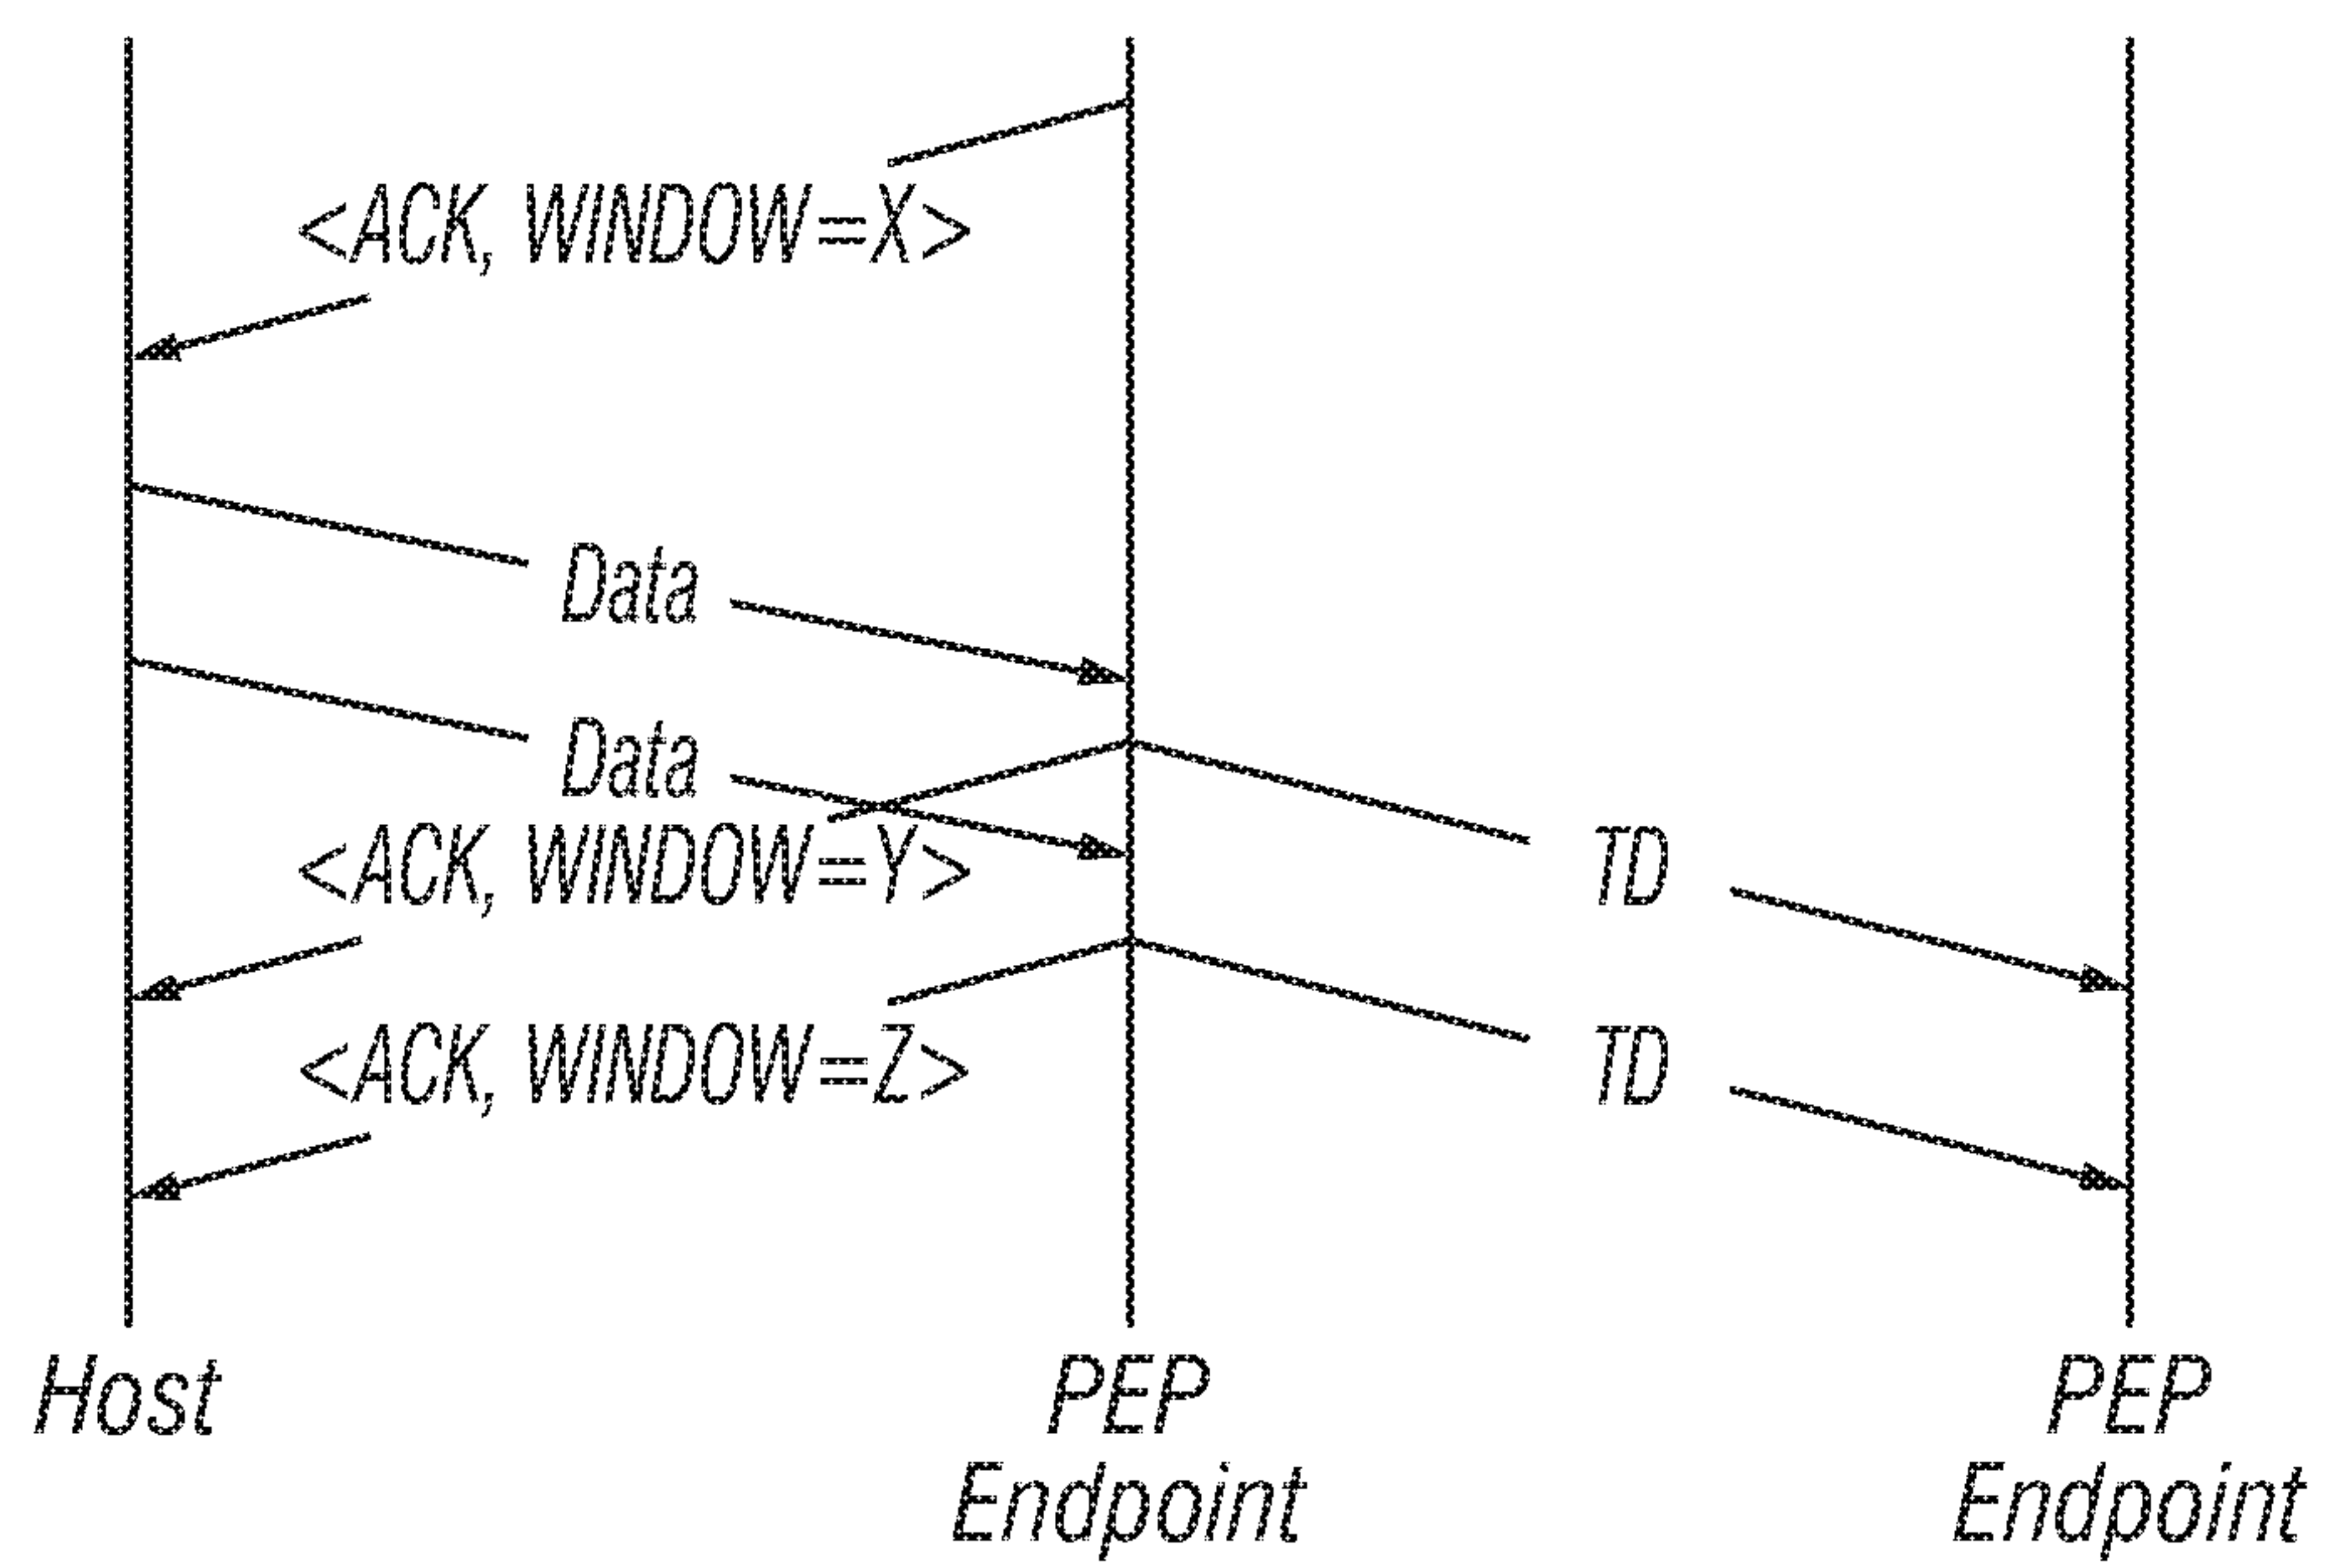 <ACK, WINDOW=X>
Data
Data
<ACK, WINDOW=Y>
TD
<ACK, WINDOW=Z>
TD
Host
PEP
Endpoint
PEP
Endpoint